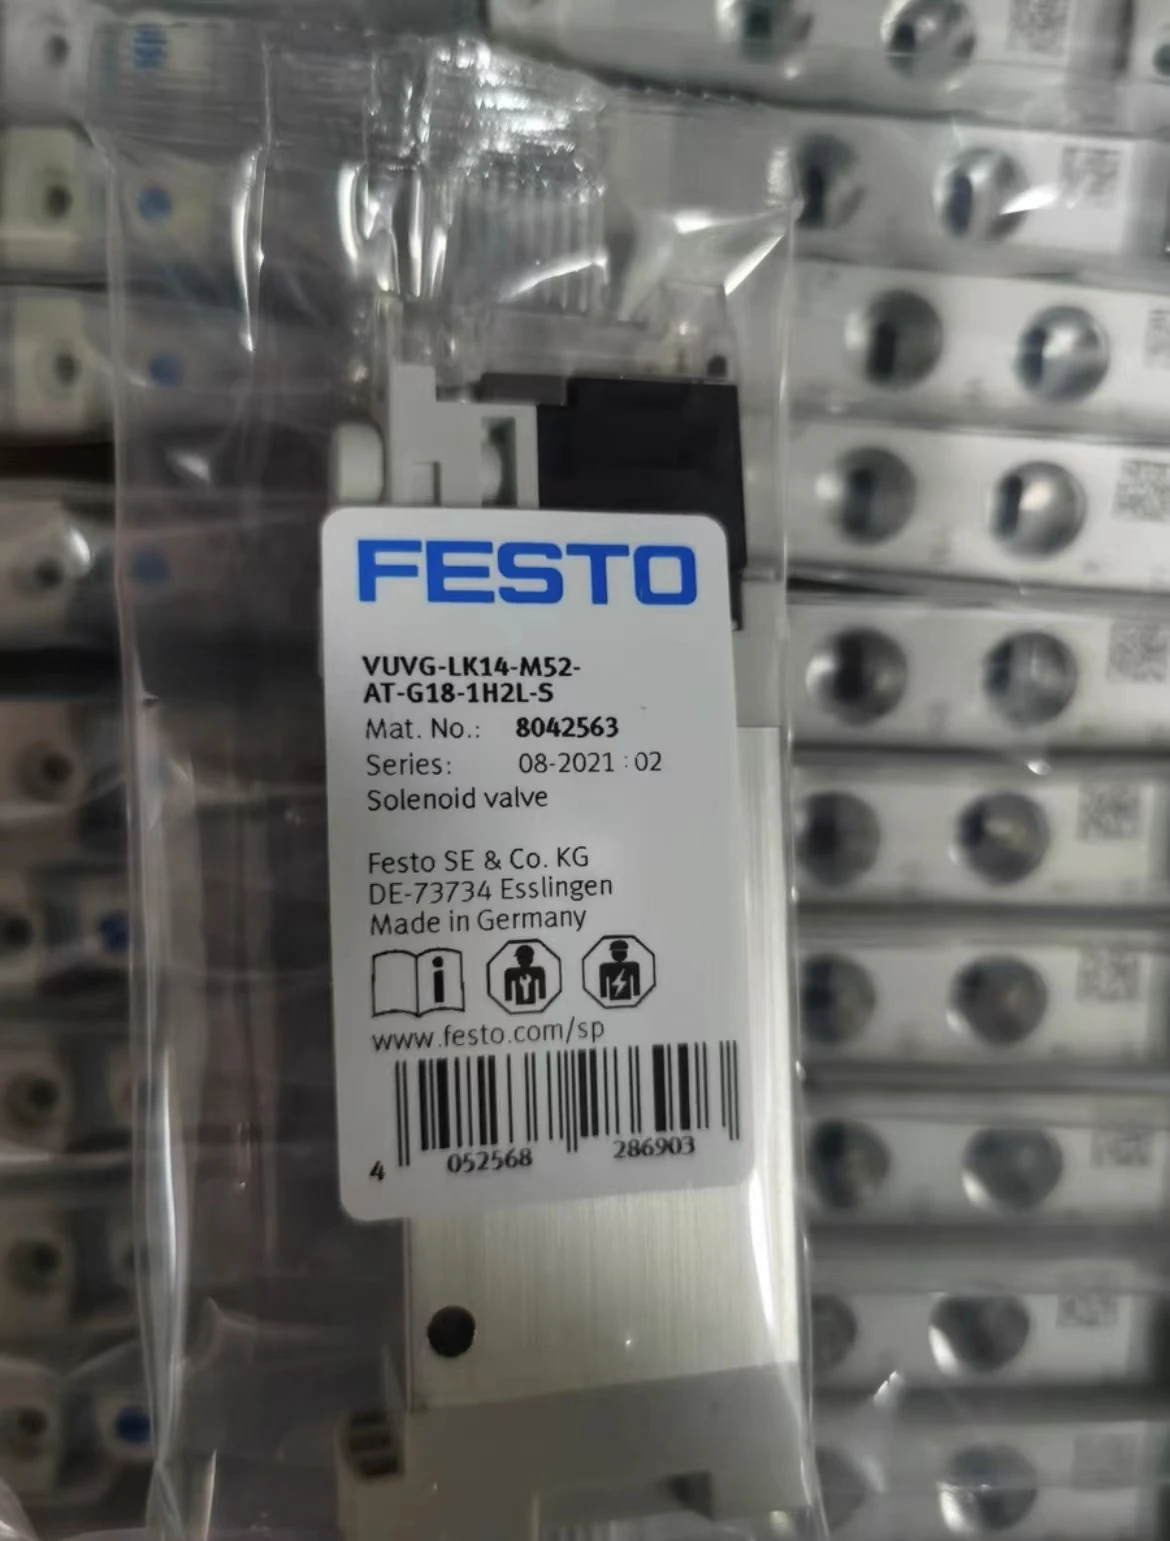 FESTO
VUVG-LK14-M52-
AT-G18-1H2L-S
Mat. No.: 8042563
Series: 08-2021 : 02
Solenoid valve
Festo SE & Co. KG
DE-73734 Esslingen
Made in Germany
www.festo.com/sp
4 052568 286903